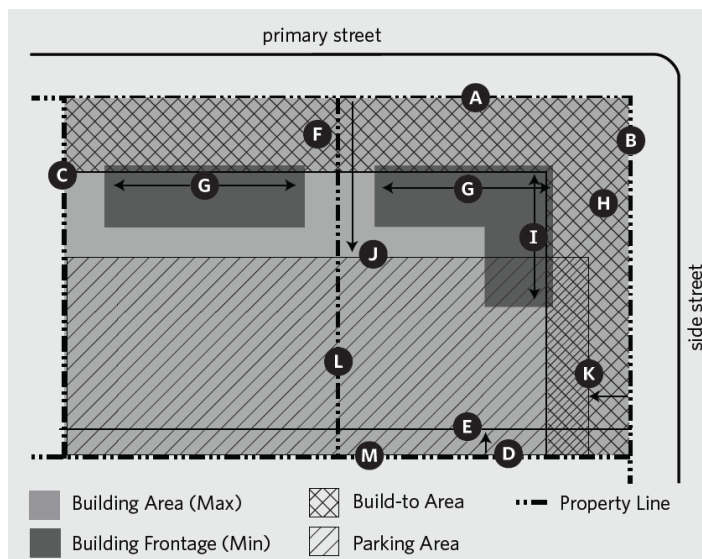 primary street
A
F
B
C
G
G
H
I
J
side street
L
K
E
D
M
Building Area (Max)
Build-to Area
Property Line
Building Frontage (Min)
Parking Area